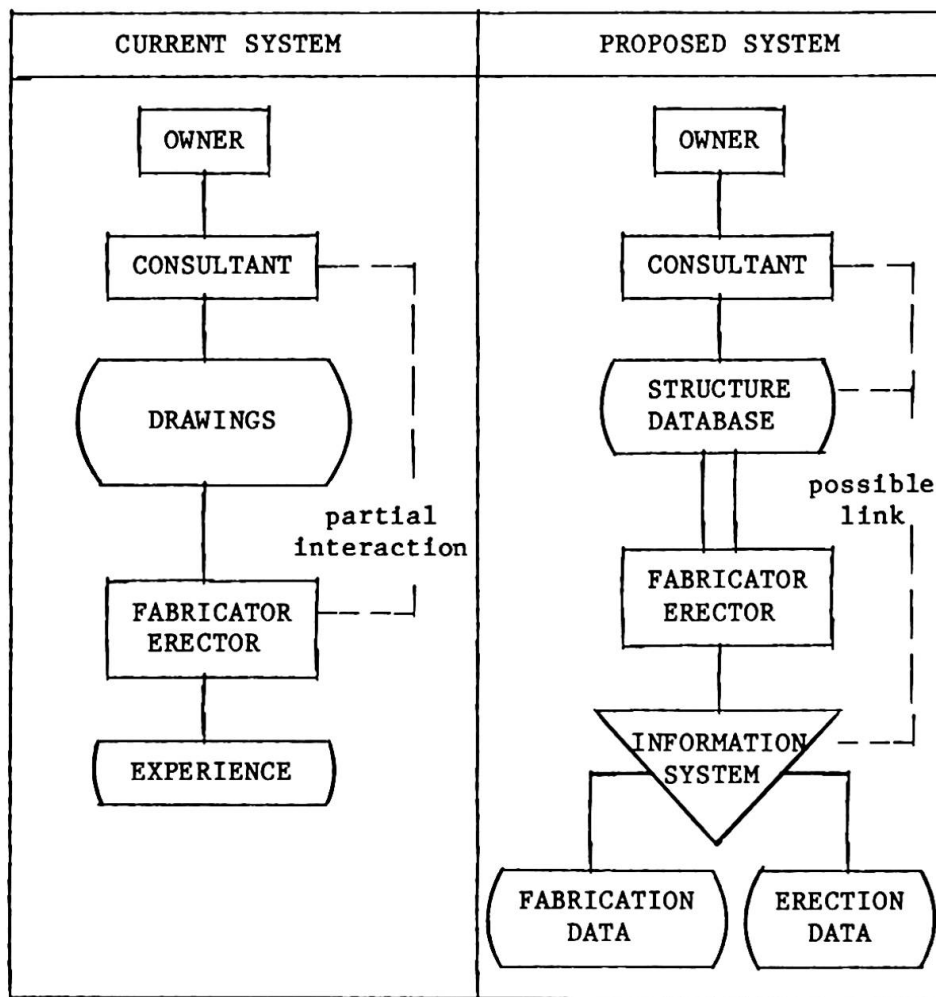 CURRENT SYSTEM
OWNER
CONSULTANT
DRAWINGS
partial
interaction
FABRICATOR
ERECTOR
EXPERIENCE
PROPOSED SYSTEM
OWNER
CONSULTANT
STRUCTURE
DATABASE
possible
link
FABRICATOR
ERECTOR
INFORMATION
SYSTEM
FABRICATION
DATA
ERECTION
DATA